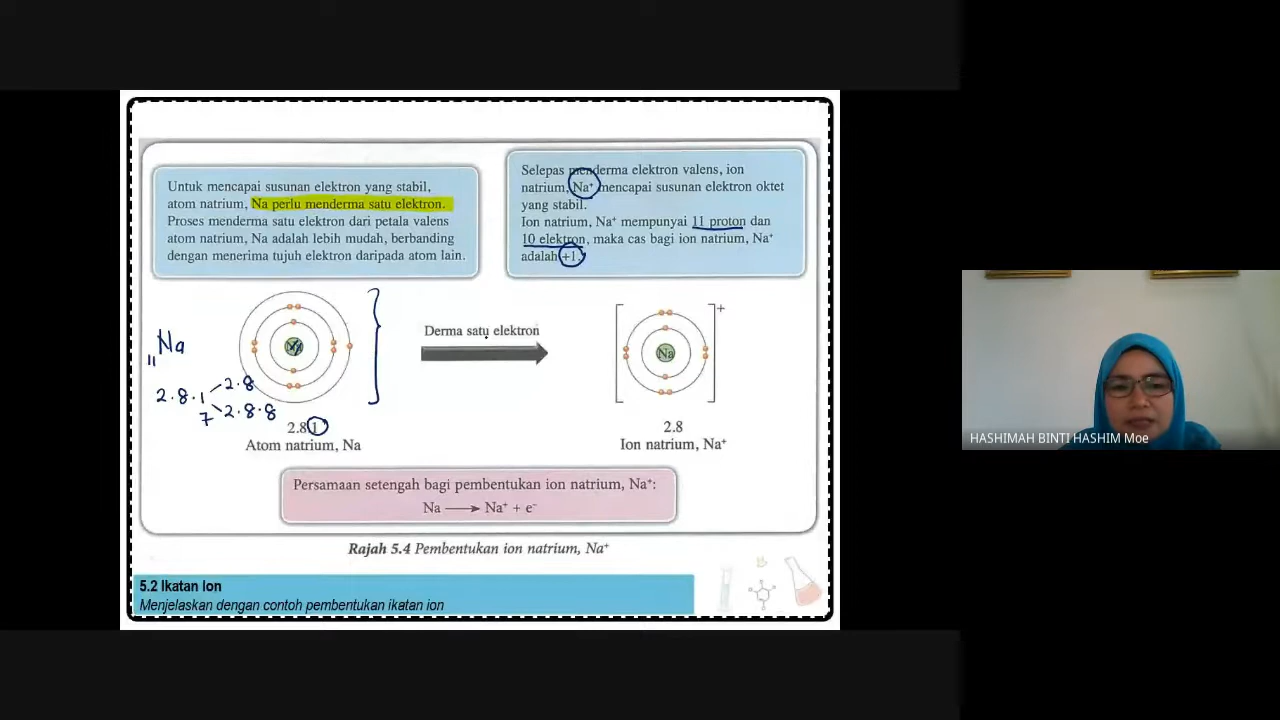 Untuk mencapai susunan elektron yang stabil,
atom natrium, Na perlu menderma satu elektron.
Proses menderma satu elektron dari petala valens
atom natrium, Na adalah lebih mudah, berbanding
dengan menerima tujuh elektron daripada atom lain.
Selepas menderma elektron valens, ion
natrium, Na⁺ mencapai susunan elektron oktet
yang stabil.
Ion natrium, Na⁺ mempunyai 11 proton dan
10 elektron, maka cas bagi ion natrium, Na⁺
adalah +1.
₁₁Na
2.8.1
2.8
7 2.8.8
2.8.1
Atom natrium, Na
Derma satu elektron
Na
+
2.8
Ion natrium, Na⁺
Persamaan setengah bagi pembentukan ion natrium, Na⁺:
Na → Na⁺ + e⁻
Rajah 5.4 Pembentukan ion natrium, Na⁺
5.2 Ikatan Ion
Menjelaskan dengan contoh pembentukan ikatan ion
HASHIMAH BINTI HASHIM Moe